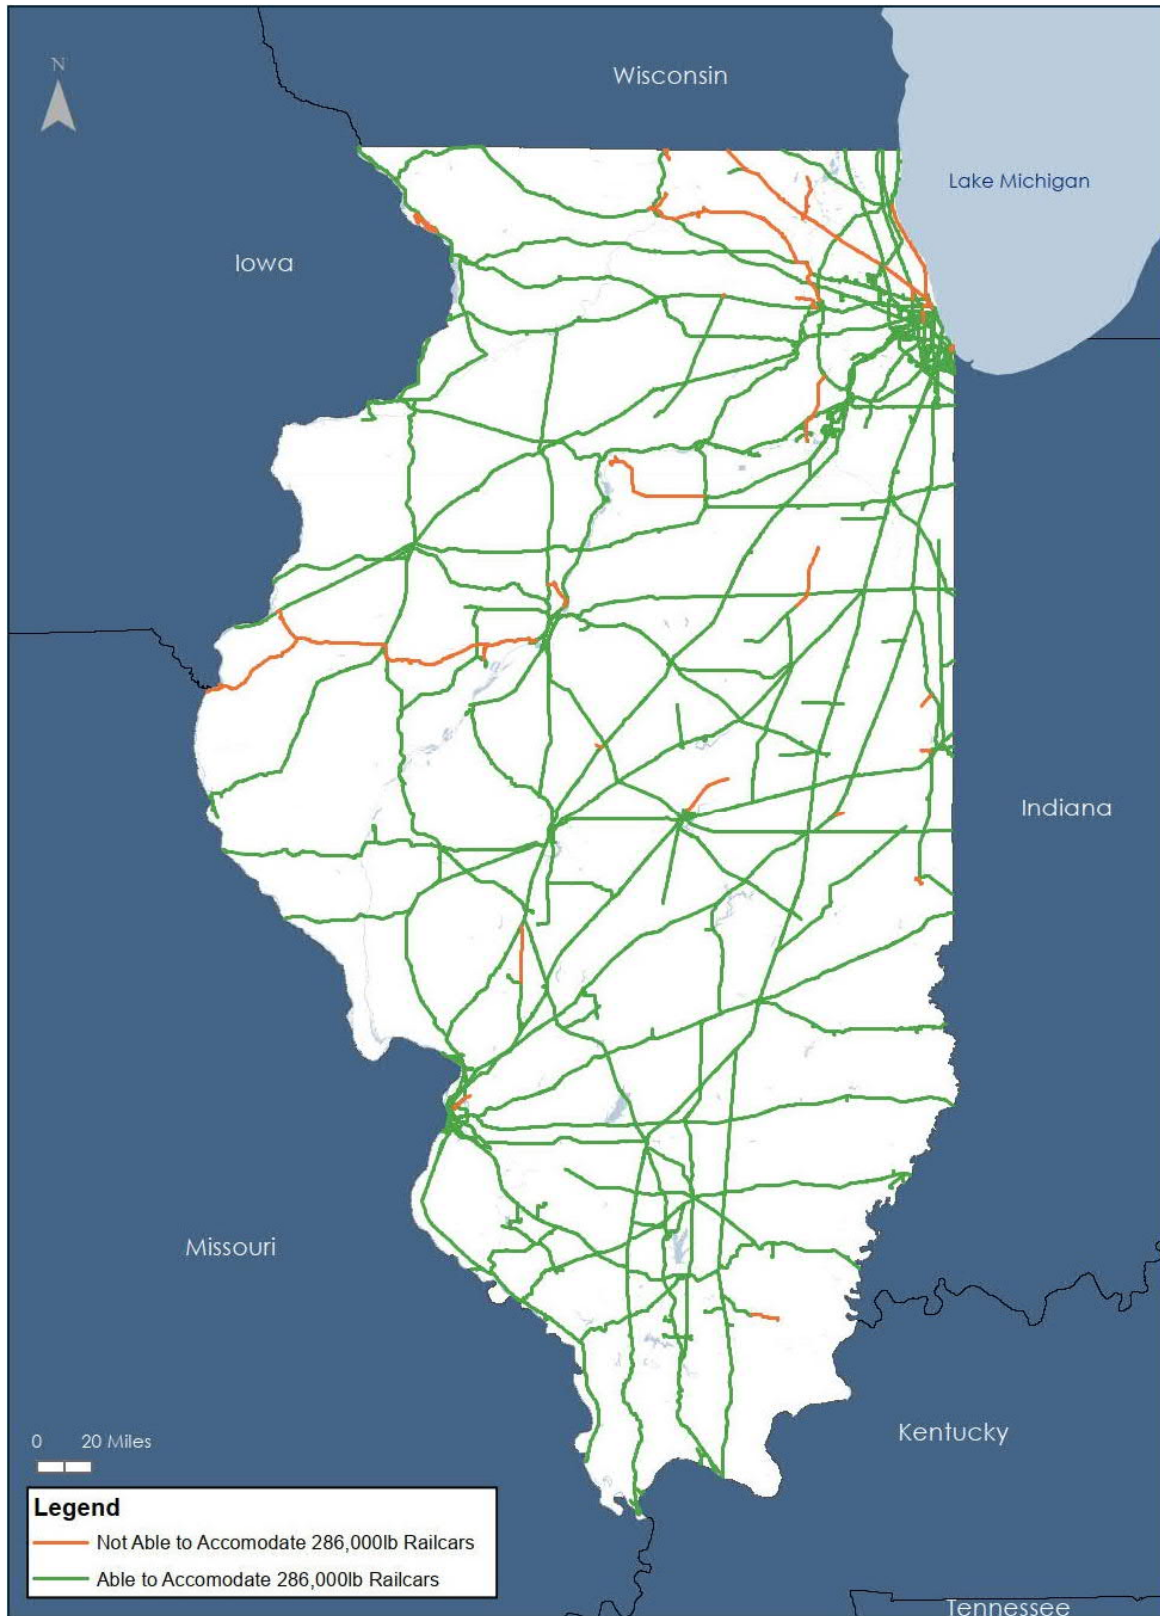 Wisconsin
N
Lake Michigan
Iowa
Indiana
Missouri
Kentucky
0 20 Miles
Legend
Not Able to Accomodate 286,000lb Railcars
Able to Accomodate 286,000lb Railcars
Tennessee